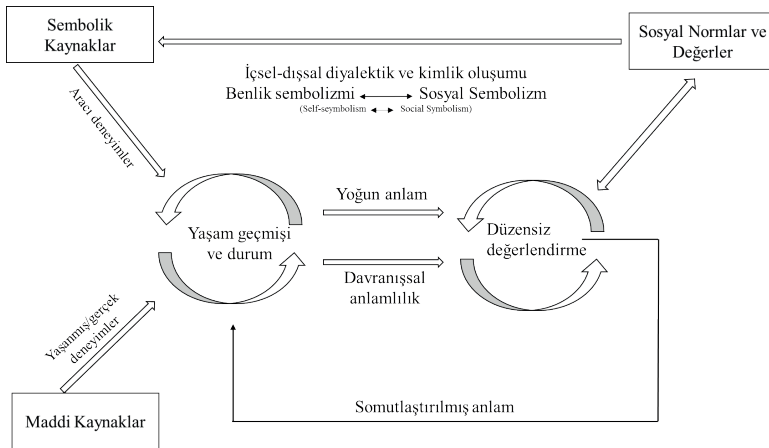 Sembolik
Kaynaklar
Sosyal Normlar ve
Değerler
İçsel-dışsal diyalektik ve kimlik oluşumu
Benlik sembolizmi Sosyal Sembolizm
(Self-seymbolism Social Symbolism)
Aracı deneyimler
Yaşam geçmişi
ve durum
Yoğun anlam
Davranışsal
anlamlılık
Düzensiz
değerlendirme
Yaşanmış/gerçek
deneyimler
Somutlaştırılmış anlam
Maddi Kaynaklar